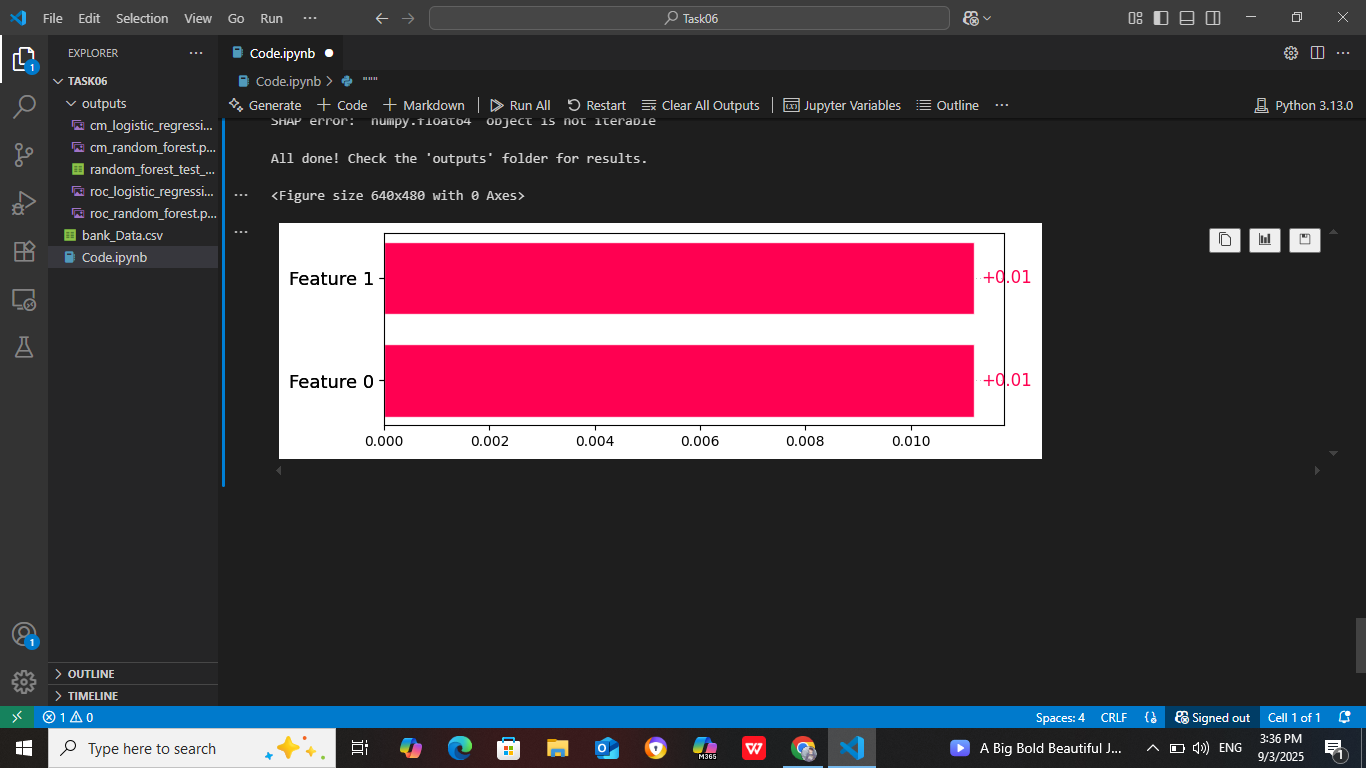 File Edit Selection View Go Run ···
Task06
EXPLORER ···
TASK06
outputs
cm_logistic_regressi...
cm_random_forest.p...
random_forest_test_...
roc_logistic_regressi...
roc_random_forest.p...
bank_Data.csv
Code.ipynb
1
1
OUTLINE
TIMELINE
Code.ipynb
Code.ipynb > """
Generate + Code + Markdown Run All Restart Clear All Outputs Jupyter Variables Outline ··· Python 3.13.0
SHAP error: 'numpy.float64' object is not iterable
All done! Check the 'outputs' folder for results.
<Figure size 640x480 with 0 Axes>
Feature 1 +0.01
Feature 0 +0.01
0.000 0.002 0.004 0.006 0.008 0.010
1 0 Spaces: 4 CRLF {} Signed out Cell 1 of 1
Type here to search
M365
W
A Big Bold Beautiful J...
ENG
3:36 PM
9/3/2025
1